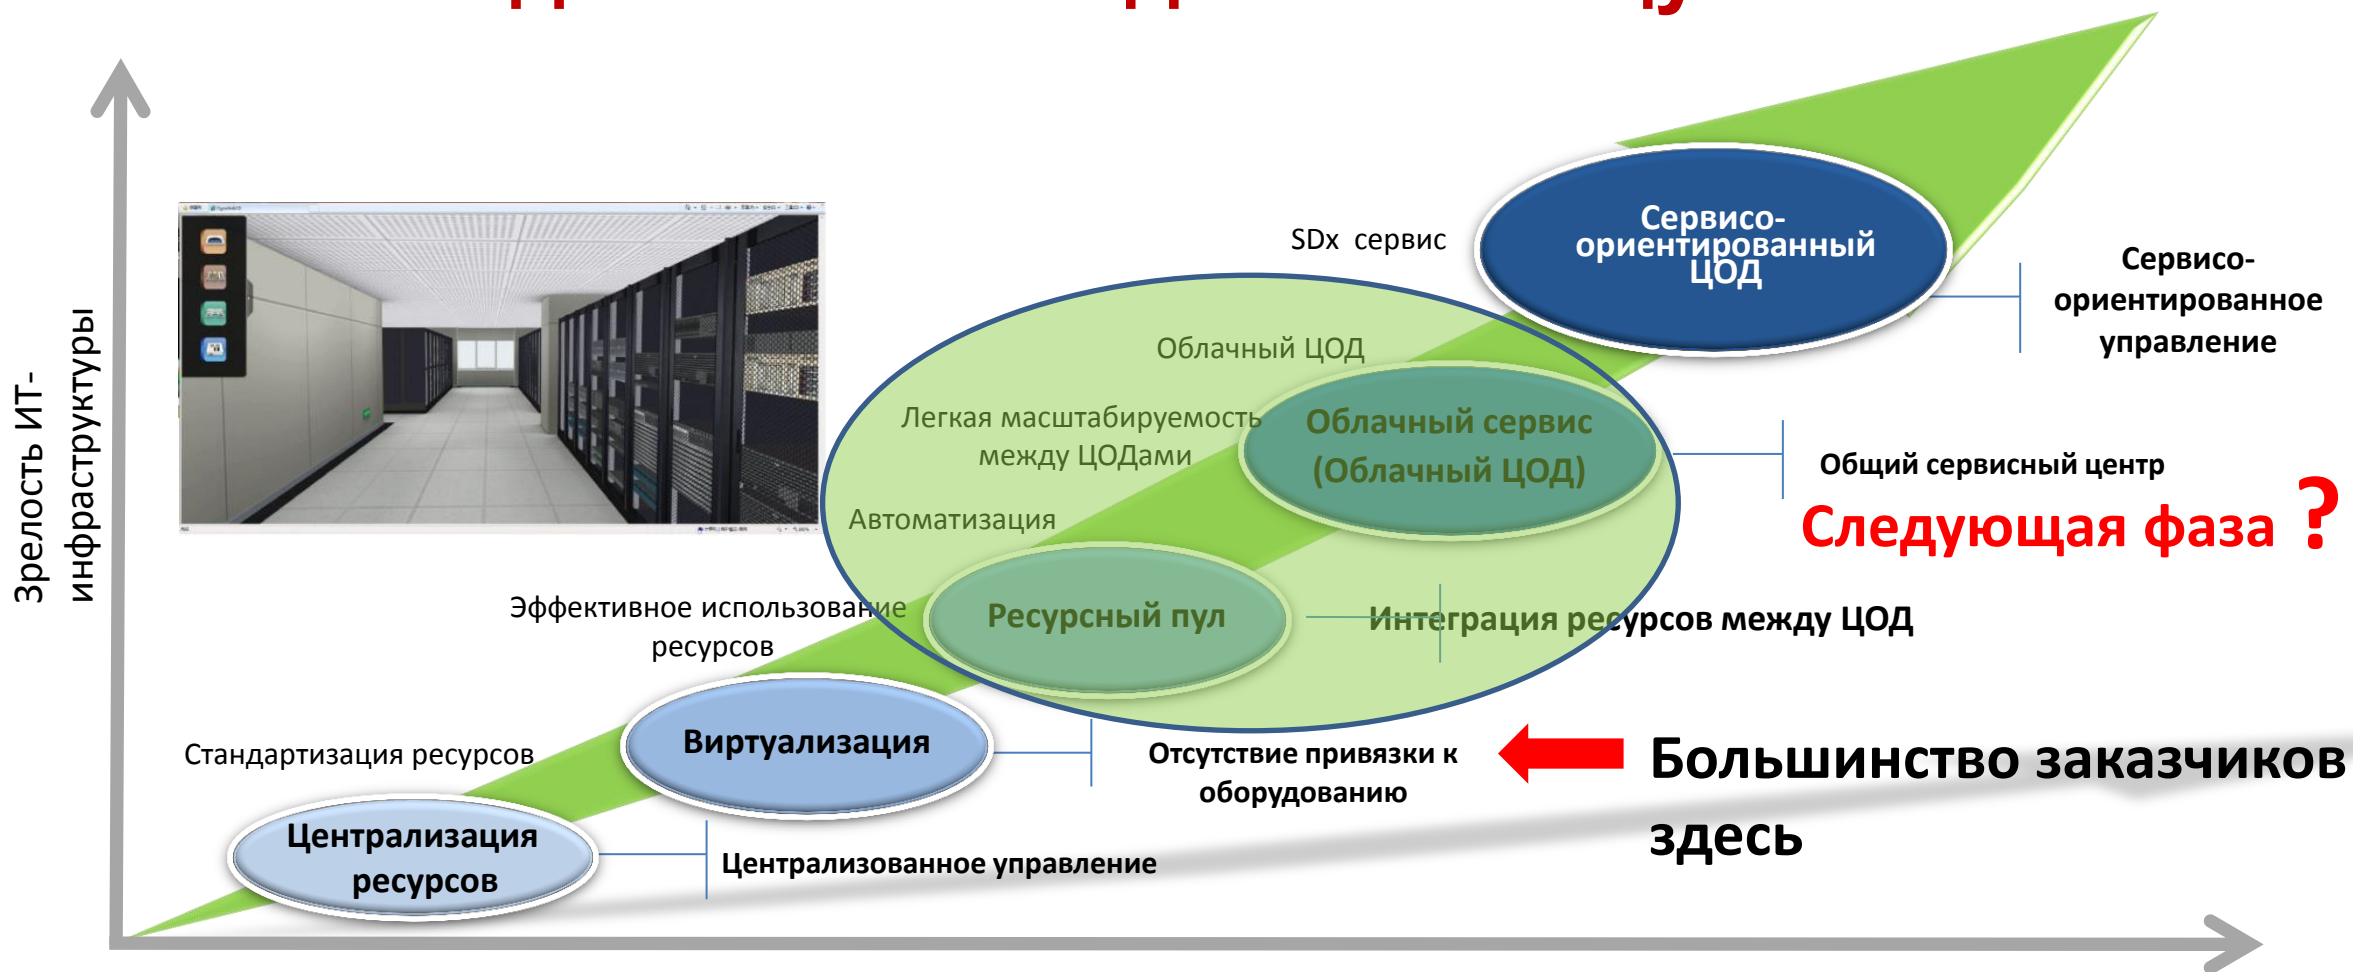 Зрелость ИТ-
инфраструктуры
SDx сервис
Сервисо-
ориентированный
ЦОД
Сервисо-
ориентированное
управление
Облачный ЦОД
Легкая масштабируемость
между ЦОДами
Облачный сервис
(Облачный ЦОД)
Общий сервисный центр
Следующая фаза ?
Автоматизация
Эффективное использование
ресурсов
Ресурсный пул
Интеграция ресурсов между ЦОД
Стандартизация ресурсов
Виртуализация
Отсутствие привязки к
оборудованию
Большинство заказчиков
здесь
Централизация
ресурсов
Централизованное управление